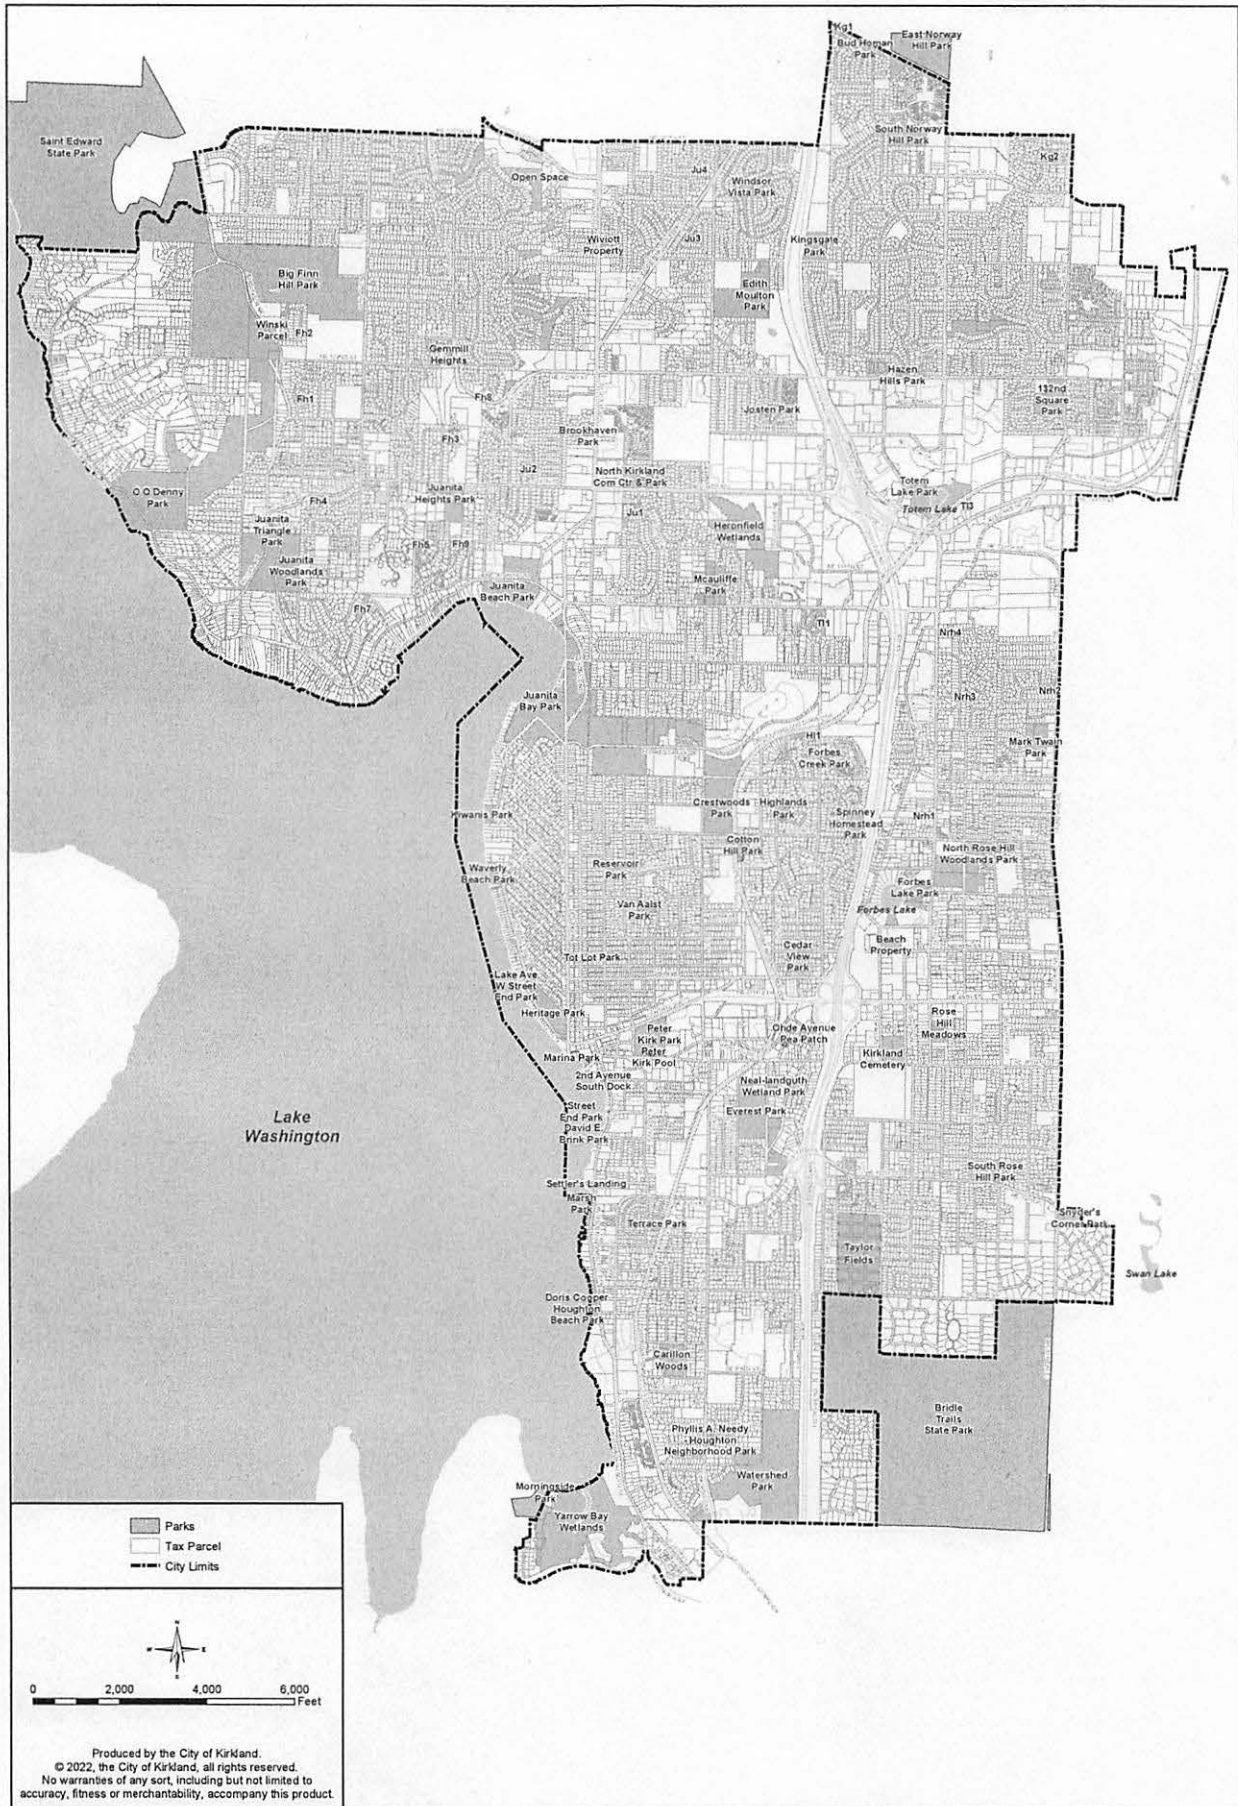 Kg1
Bud Homan
Park
East Norway
Hill Park
Saint Edward
State Park
South Norway
Hill Park
Kg2
Open Space
Ju4
Windsor
Vista Park
Wiviott
Property
Ju3
Kingsgate
Park
Big Finn
Hill Park
Edith
Moulton
Park
Winski
Parcel
Fh2
Gemmill
Heights
Hazen
Hills Park
132nd
Square
Park
Fh1
Fh8
Josten Park
Brookhaven
Park
Fh3
Ju2
North Kirkland
Com Ctr & Park
Totem
Lake Park
Totem Lake
Tl3
O O Denny
Park
Fh4
Juanita
Heights Park
Ju1
Heronfield
Wetlands
Juanita
Triangle
Park
Fh5
Fh9
Juanita
Woodlands
Park
Juanita
Beach Park
Mcauliffe
Park
Fh7
Tl1
Nrh4
Juanita
Bay Park
Nrh3
Nrh2
Hl1
Forbes
Creek Park
Mark Twain
Park
Kiwanis Park
Crestwoods
Park
Highlands
Park
Spinney
Homestead
Park
Nrh1
Cotton
Hill Park
North Rose Hill
Woodlands Park
Waverly
Beach Park
Reservoir
Park
Forbes
Lake Park
Van Aalst
Park
Forbes Lake
Beach
Property
Cedar
View
Park
Tot Lot Park
Lake Ave
W Street
End Park
Heritage Park
Peter
Kirk Park
Peter
Kirk Pool
Ohde Avenue
Pea Patch
Rose
Hill
Meadows
Marina Park
Kirkland
Cemetery
2nd Avenue
South Dock
Neal-landguth
Wetland Park
Street
End Park
David E.
Brink Park
Everest Park
Lake
Washington
South Rose
Hill Park
Settler's Landing
Marsh
Park
Terrace Park
Snyder's
Corner Park
Taylor
Fields
Swan Lake
Doris Cooper
Houghton
Beach Park
Carillon
Woods
Bridle
Trails
State Park
Phyllis A. Needy
- Houghton
Neighborhood Park
Watershed
Park
Morningside
Park
Yarrow Bay
Wetlands
Parks
Tax Parcel
City Limits
N
W E
S
0 2,000 4,000 6,000
Feet
Produced by the City of Kirkland.
© 2022, the City of Kirkland, all rights reserved.
No warranties of any sort, including but not limited to
accuracy, fitness or merchantability, accompany this product.